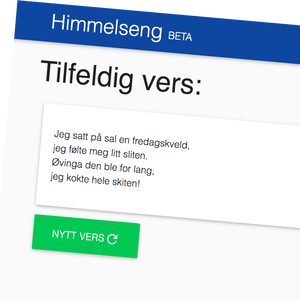 Himmelseng BETA
Tilfeldig vers:
Jeg satt på sal en fredagskveld,
jeg følte meg litt sliten.
Øvinga den ble for lang,
jeg kokte hele skiten!
NYTT VERS